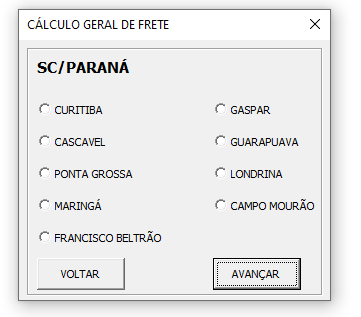 CÁLCULO GERAL DE FRETE
SC/PARANÁ
CURITIBA
GASPAR
CASCAVEL
GUARAPUAVA
PONTA GROSSA
LONDRINA
MARINGÁ
CAMPO MOURÃO
FRANCISCO BELTRÃO
VOLTAR
AVANÇAR